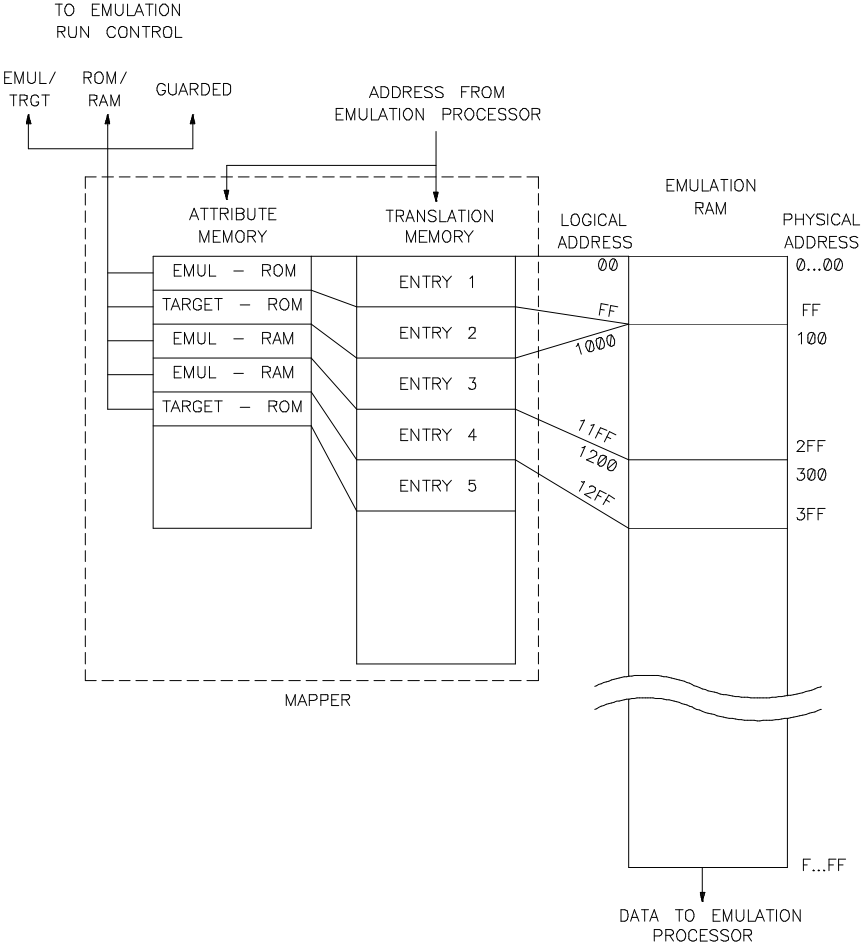 TO EMULATION
RUN CONTROL
EMUL/
TRGT
ROM/
RAM
GUARDED
ADDRESS FROM
EMULATION PROCESSOR
ATTRIBUTE
MEMORY
TRANSLATION
MEMORY
LOGICAL
ADDRESS
EMULATION
RAM
PHYSICAL
ADDRESS
EMUL - ROM
TARGET - ROM
EMUL - RAM
EMUL - RAM
TARGET - ROM
ENTRY 1
ENTRY 2
ENTRY 3
ENTRY 4
ENTRY 5
00
FF
1000
11FF
1200
12FF
0...00
FF
100
2FF
300
3FF
F...FF
MAPPER
DATA TO EMULATION
PROCESSOR